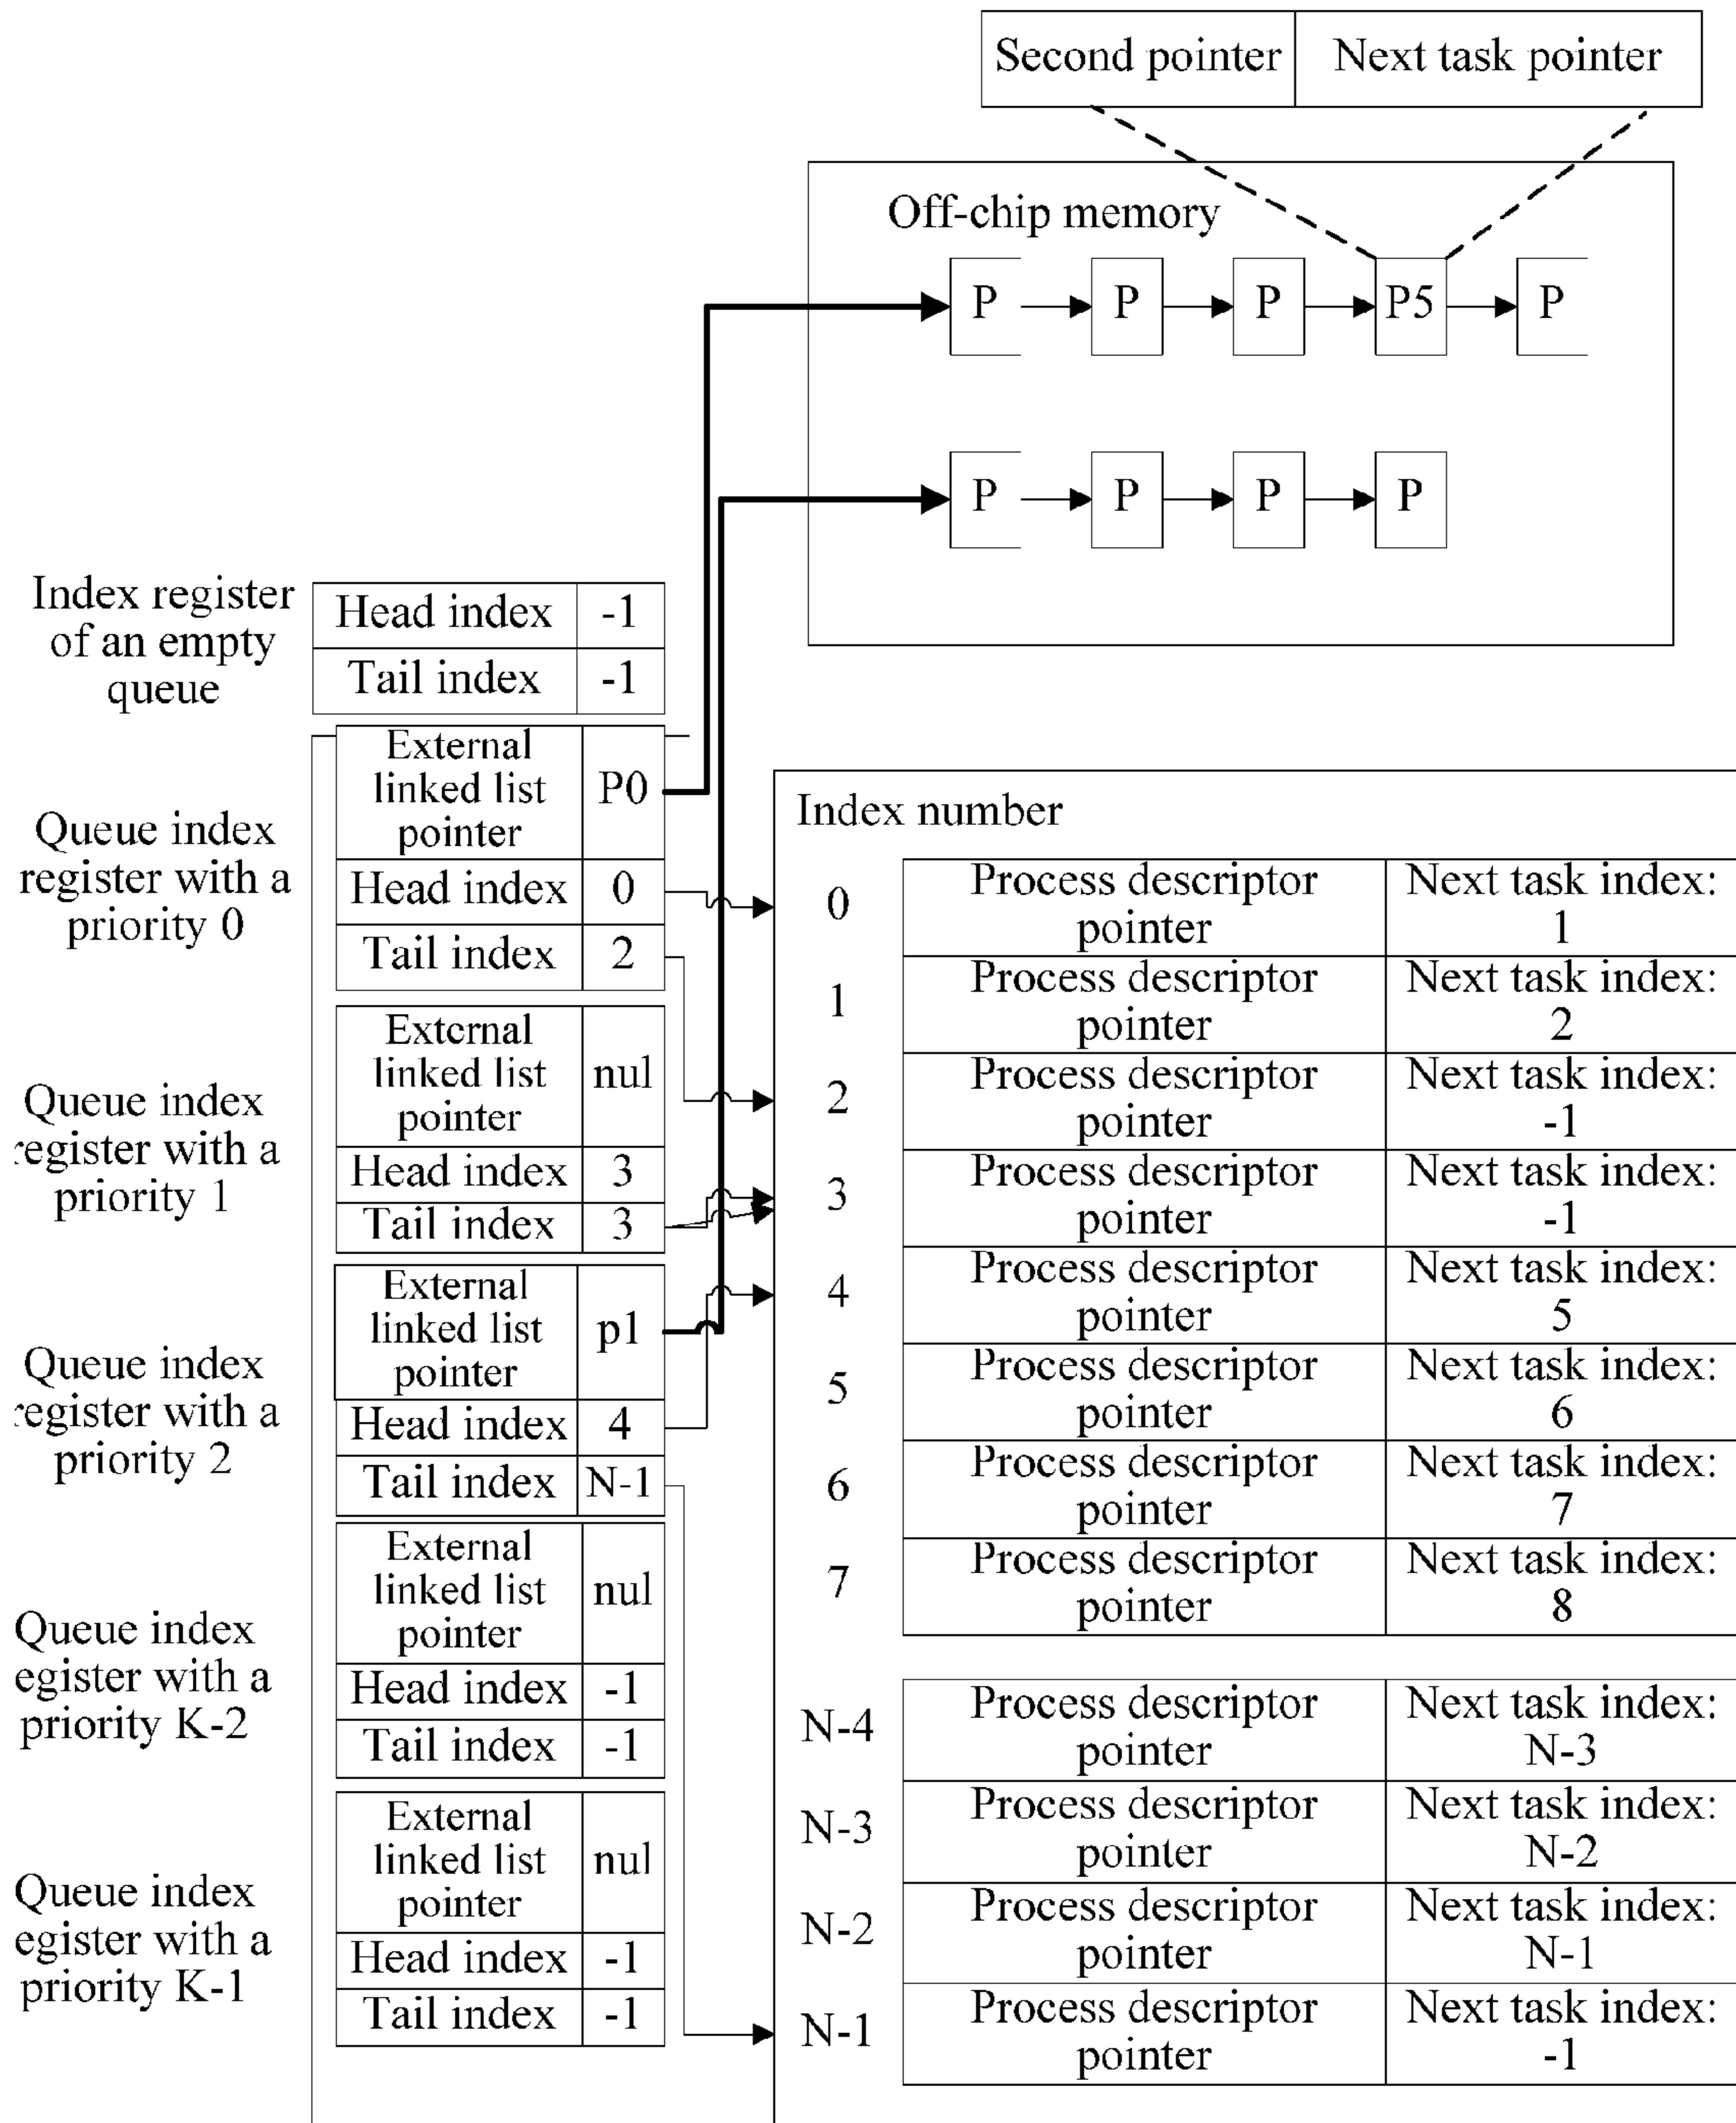 Second pointer Next task pointer
Off-chip memory
P P P P5 P
P P P P
Index register
of an empty
queue
Head index -1
Tail index -1
Queue index
register with a
priority 0
External
linked list
pointer
P0
Head index 0
Tail index 2
Queue index
register with a
priority 1
External
linked list
pointer
nul
Head index 3
Tail index 3
Queue index
register with a
priority 2
External
linked list
pointer
p1
Head index 4
Tail index N-1
Queue index
egister with a
priority K-2
External
linked list
pointer
nul
Head index -1
Tail index -1
Queue index
egister with a
priority K-1
External
linked list
pointer
nul
Head index -1
Tail index -1
Index number
0
Process descriptor
pointer
Next task index:
1
1
Process descriptor
pointer
Next task index:
2
2
Process descriptor
pointer
Next task index:
-1
3
Process descriptor
pointer
Next task index:
-1
4
Process descriptor
pointer
Next task index:
5
5
Process descriptor
pointer
Next task index:
6
6
Process descriptor
pointer
Next task index:
7
7
Process descriptor
pointer
Next task index:
8
N-4
Process descriptor
pointer
Next task index:
N-3
N-3
Process descriptor
pointer
Next task index:
N-2
N-2
Process descriptor
pointer
Next task index:
N-1
N-1
Process descriptor
pointer
Next task index:
-1